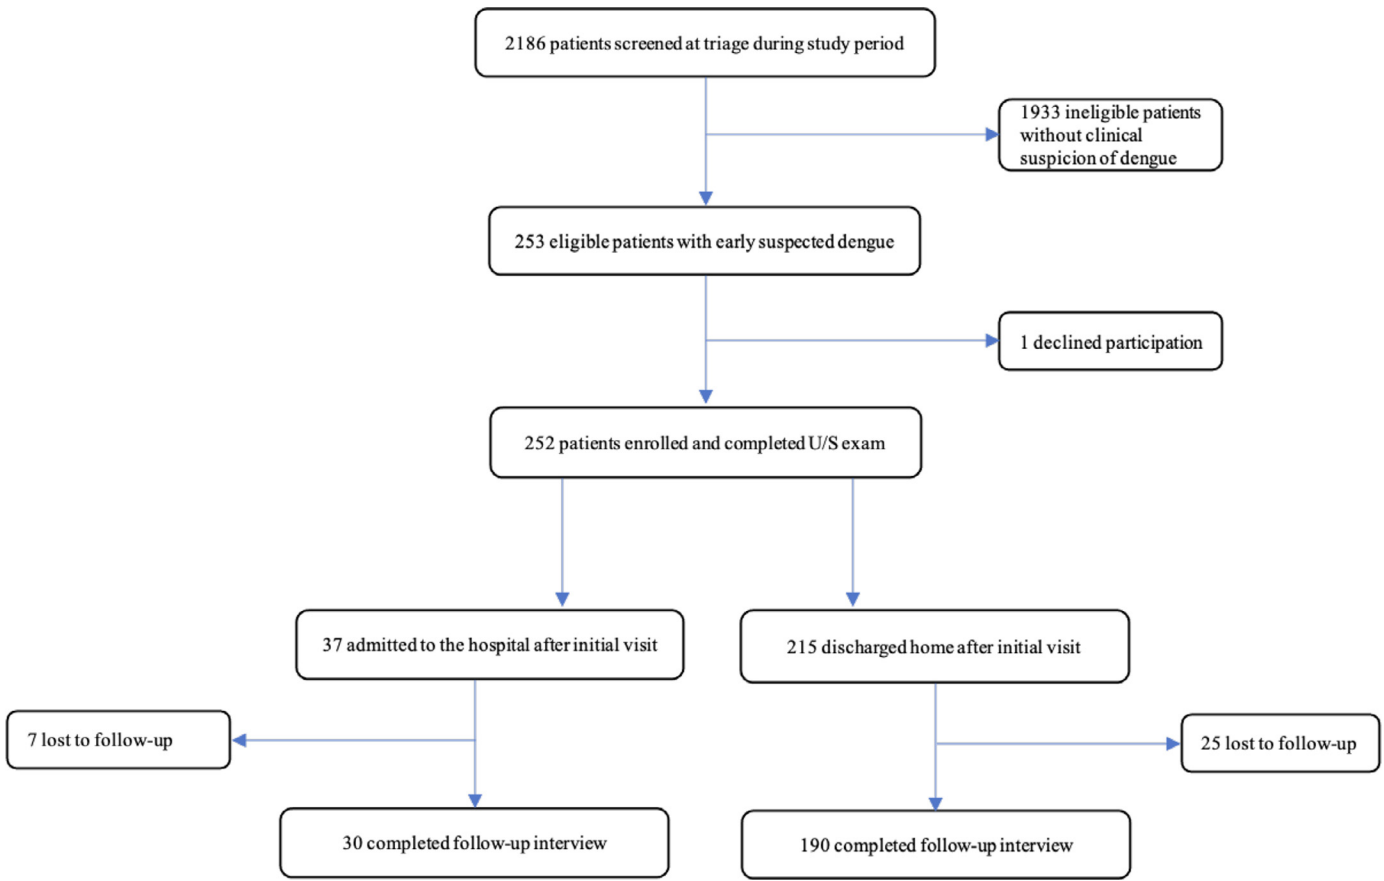 2186 patients screened at triage during study period
1933 ineligible patients
without clinical
suspicion of dengue
253 eligible patients with early suspected dengue
1 declined participation
252 patients enrolled and completed U/S exam
37 admitted to the hospital after initial visit
215 discharged home after initial visit
7 lost to follow-up
25 lost to follow-up
30 completed follow-up interview
190 completed follow-up interview